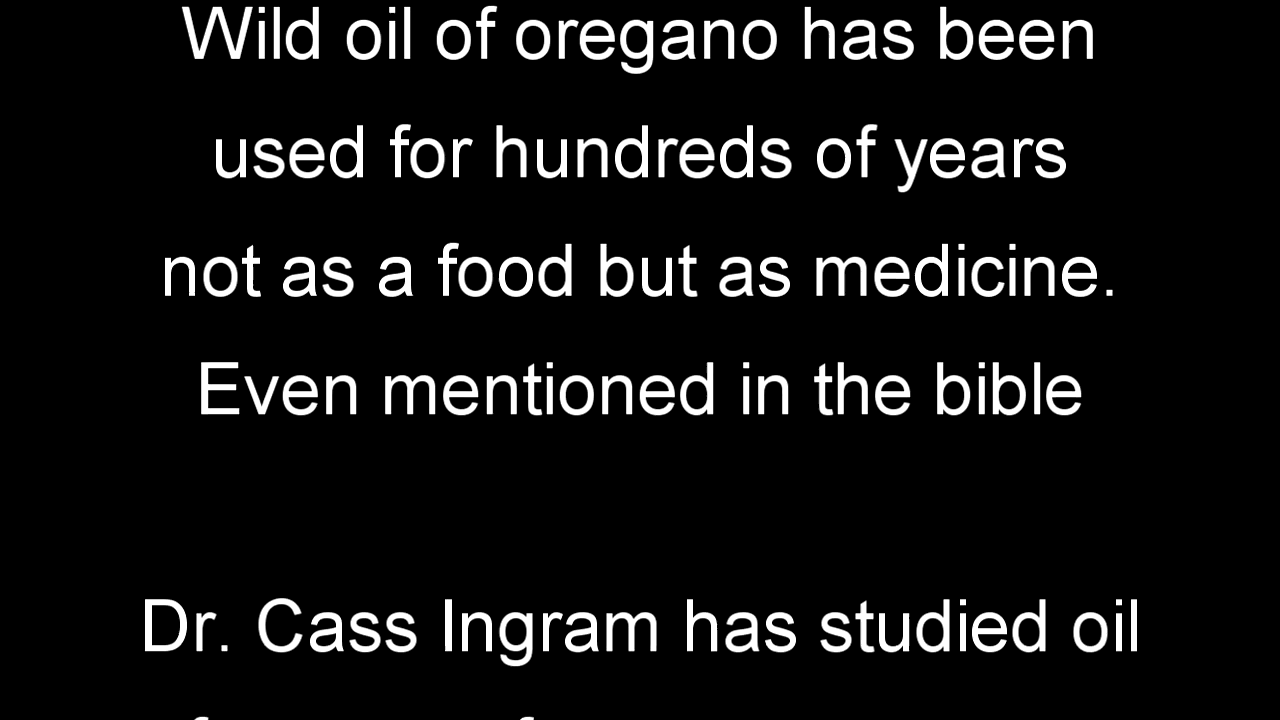 Wild oil of oregano has been
used for hundreds of years
not as a food but as medicine.
Even mentioned in the bible
Dr. Cass Ingram has studied oil